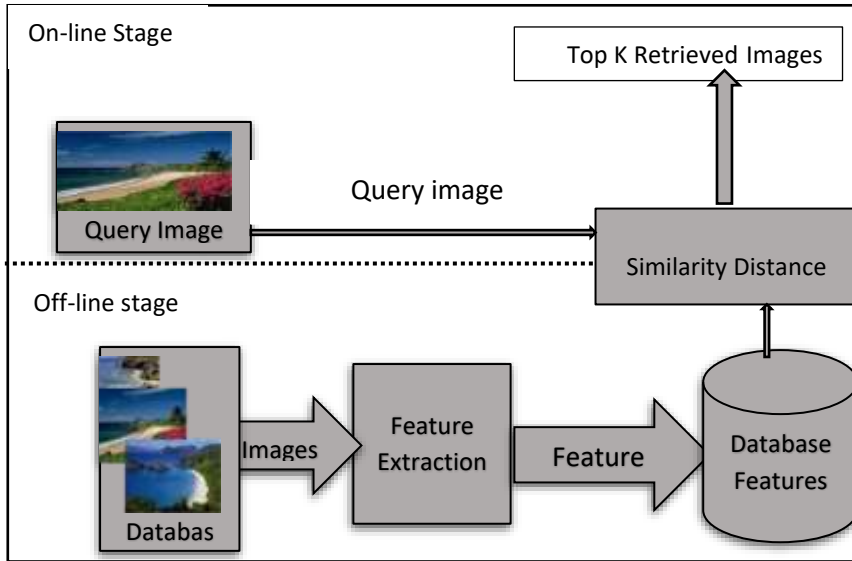 On-line Stage
Top K Retrieved Images
Query image
Query Image
Similarity Distance
Off-line stage
Images
Feature
Extraction
Feature
Database
Features
Databas